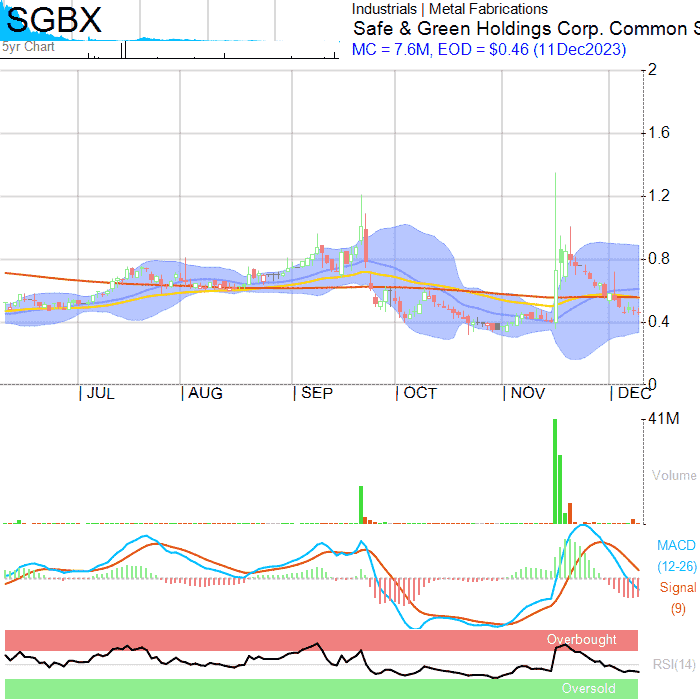 SGBX
5yr Chart
Industrials | Metal Fabrications
Safe & Green Holdings Corp. Common S
MC = 7.6M, EOD = $0.46 (11Dec2023)
2
1.6
1.2
0.8
0.4
0
| JUL | AUG | SEP | OCT | NOV | DEC
41M
Volume
MACD
(12-26)
Signal
(9)
Overbought
RSI(14)
Oversold